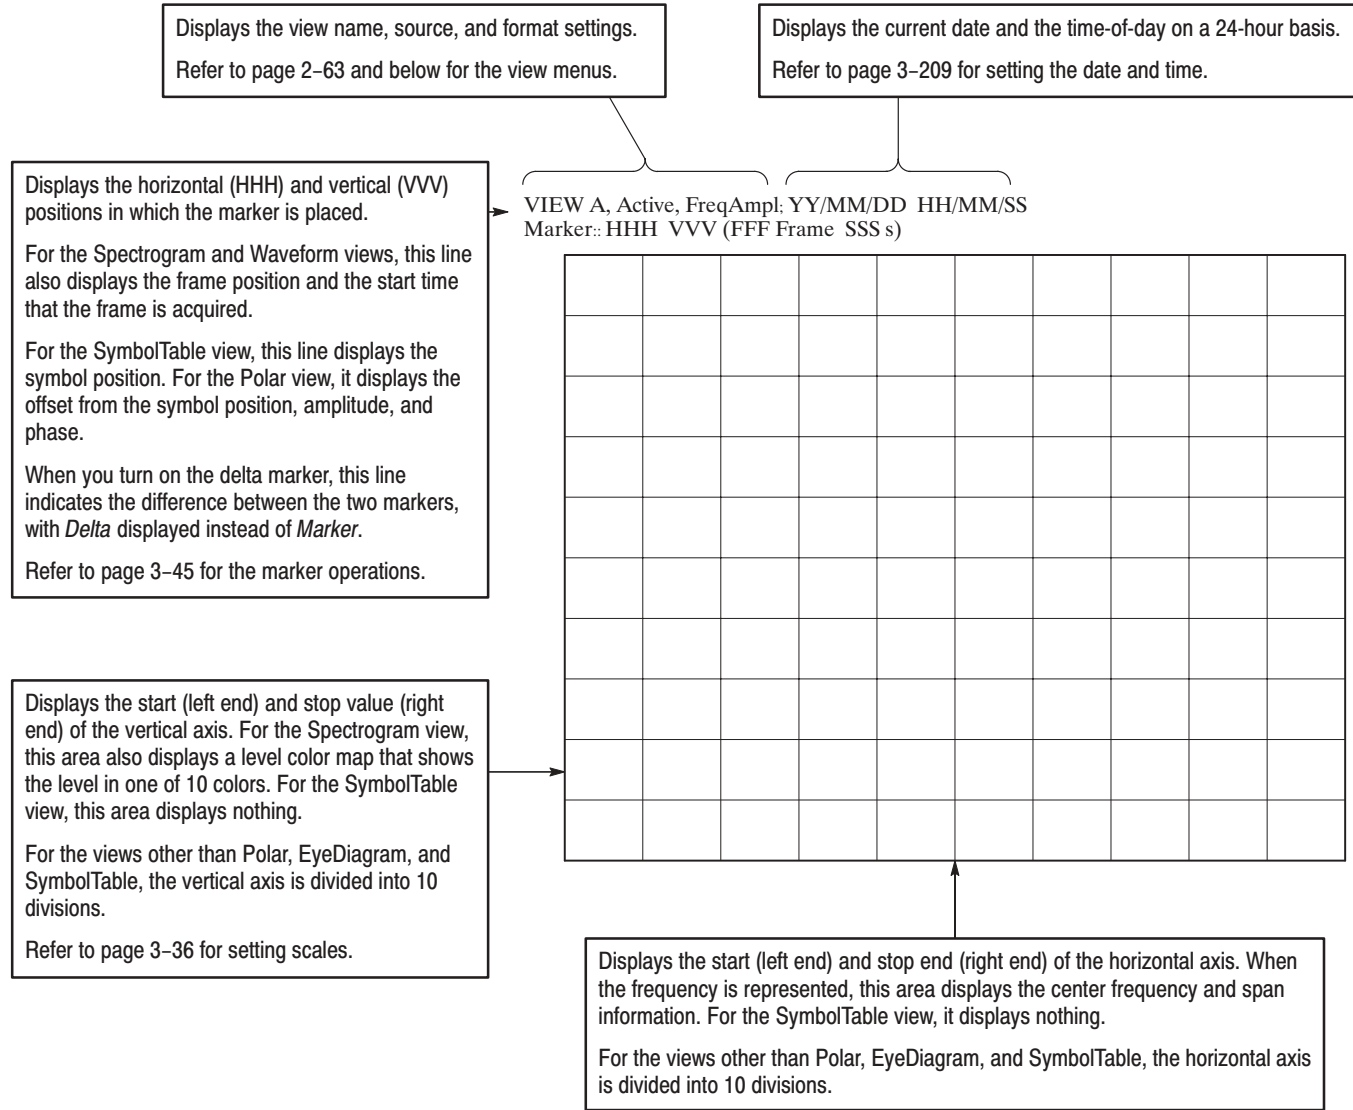 Displays the view name, source, and format settings.
Refer to page 2–63 and below for the view menus.
Displays the current date and the time-of-day on a 24-hour basis.
Refer to page 3–209 for setting the date and time.
Displays the horizontal (HHH) and vertical (VVV)
positions in which the marker is placed.
For the Spectrogram and Waveform views, this line
also displays the frame position and the start time
that the frame is acquired.
For the SymbolTable view, this line displays the
symbol position. For the Polar view, it displays the
offset from the symbol position, amplitude, and
phase.
When you turn on the delta marker, this line
indicates the difference between the two markers,
with Delta displayed instead of Marker.
Refer to page 3–45 for the marker operations.
VIEW A, Active, FreqAmpl; YY/MM/DD HH/MM/SS
Marker:: HHH VVV (FFF Frame SSS s)
Displays the start (left end) and stop value (right
end) of the vertical axis. For the Spectrogram view,
this area also displays a level color map that shows
the level in one of 10 colors. For the SymbolTable
view, this area displays nothing.
For the views other than Polar, EyeDiagram, and
SymbolTable, the vertical axis is divided into 10
divisions.
Refer to page 3–36 for setting scales.
Displays the start (left end) and stop end (right end) of the horizontal axis. When
the frequency is represented, this area displays the center frequency and span
information. For the SymbolTable view, it displays nothing.
For the views other than Polar, EyeDiagram, and SymbolTable, the horizontal axis
is divided into 10 divisions.